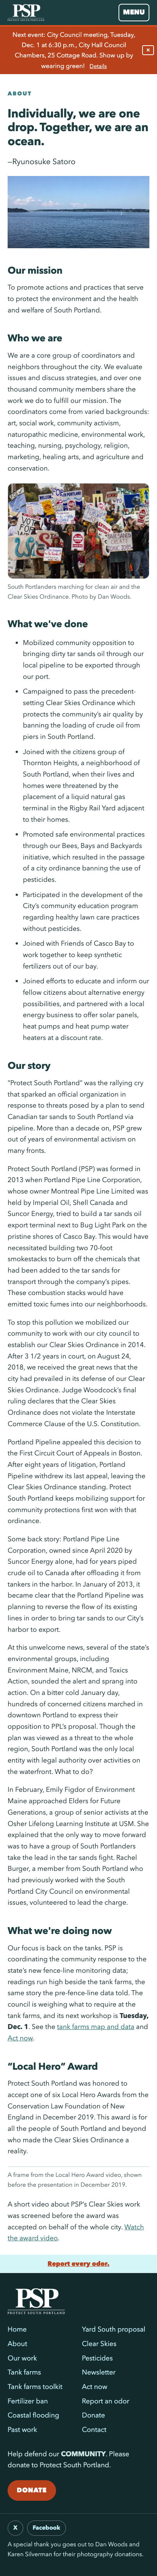 PSP
PROTECT SOUTH PORTLAND
MENU
Next event: City Council meeting, Tuesday,
Dec. 1 at 6:30 p.m., City Hall Council
Chambers, 25 Cottage Road. Show up by
wearing green! Details
×
ABOUT
Individually, we are one
drop. Together, we are an
ocean.
—Ryunosuke Satoro
Our mission
To promote actions and practices that serve
to protect the environment and the health
and welfare of South Portland.
Who we are
We are a core group of coordinators and
neighbors throughout the city. We evaluate
issues and discuss strategies, and over one
thousand community members share the
work we do to fulfill our mission. The
coordinators come from varied backgrounds:
art, social work, community activism,
naturopathic medicine, environmental work,
teaching, nursing, psychology, religion,
marketing, healing arts, and agriculture and
conservation.
South Portlanders marching for clean air and the
Clear Skies Ordinance. Photo by Dan Woods.
What we've done
• Mobilized community opposition to
bringing dirty tar sands oil through our
local pipeline to be exported through
our port.
• Campaigned to pass the precedent-
setting Clear Skies Ordinance which
protects the community's air quality by
banning the loading of crude oil from
piers in South Portland.
• Joined with the citizens group of
Thornton Heights, a neighborhood of
South Portland, when their lives and
homes were threatened by the
placement of a liquid natural gas
terminal in the Rigby Rail Yard adjacent
to their homes.
• Promoted safe environmental practices
through our Bees, Bays and Backyards
initiative, which resulted in the passage
of a city ordinance banning the use of
pesticides.
• Participated in the development of the
City's community education program
regarding healthy lawn care practices
without pesticides.
• Joined with Friends of Casco Bay to
work together to keep synthetic
fertilizers out of our bay.
• Joined efforts to educate and inform our
fellow citizens about alternative energy
possibilities, and partnered with a local
energy business to offer solar panels,
heat pumps and heat pump water
heaters at a discount rate.
Our story
"Protect South Portland" was the rallying cry
that sparked an official organization in
response to threats posed by a plan to send
Canadian tar sands to South Portland via
pipeline. More than a decade on, PSP grew
out of years of environmental activism on
many fronts.
Protect South Portland (PSP) was formed in
2013 when Portland Pipe Line Corporation,
whose owner Montreal Pipe Line Limited was
held by Imperial Oil, Shell Canada and
Suncor Energy, tried to build a tar sands oil
export terminal next to Bug Light Park on the
pristine shores of Casco Bay. This would have
necessitated building two 70-foot
smokestacks to burn off the chemicals that
had been added to the tar sands for
transport through the company's pipes.
These combustion stacks would have
emitted toxic fumes into our neighborhoods.
To stop this pollution we mobilized our
community to work with our city council to
establish our Clear Skies Ordinance in 2014.
After 3 1/2 years in court, on August 24,
2018, we received the great news that the
city had prevailed in its defense of our Clear
Skies Ordinance. Judge Woodcock's final
ruling declares that the Clear Skies
Ordinance does not violate the Interstate
Commerce Clause of the U.S. Constitution.
Portland Pipeline appealed this decision to
the First Circuit Court of Appeals in Boston.
After eight years of litigation, Portland
Pipeline withdrew its last appeal, leaving the
Clear Skies Ordinance standing. Protect
South Portland keeps mobilizing support for
community protections first won with that
ordinance.
Some back story: Portland Pipe Line
Corporation, owned since April 2020 by
Suncor Energy alone, had for years piped
crude oil to Canada after offloading it from
tankers in the harbor. In January of 2013, it
became clear that the Portland Pipeline was
planning to reverse the flow of its existing
lines in order to bring tar sands to our City's
harbor to export.
At this unwelcome news, several of the state's
environmental groups, including
Environment Maine, NRCM, and Toxics
Action, sounded the alert and sprang into
action. On a bitter cold January day,
hundreds of concerned citizens marched in
downtown Portland to express their
opposition to PPL's proposal. Though the
plan was viewed as a threat to the whole
region, South Portland was the only local
entity with legal authority over activities on
the waterfront. What to do?
In February, Emily Figdor of Environment
Maine approached Elders for Future
Generations, a group of senior activists at the
Osher Lifelong Learning Institute at USM. She
explained that the only way to move forward
was to have a group of South Portlanders
take the lead in the tar sands fight. Rachel
Burger, a member from South Portland who
had previously worked with the South
Portland City Council on environmental
issues, volunteered to lead the charge.
What we're doing now
Our focus is back on the tanks. PSP is
coordinating the community response to the
state's new fence-line monitoring data;
readings run high beside the tank farms, the
same story the pre-fence-line data told. The
council is weighing what to require at the
tank farms, and its next workshop is Tuesday,
Dec. 1. See the tank farms map and data and
Act now.
"Local Hero" Award
Protect South Portland was honored to
accept one of six Local Hero Awards from the
Conservation Law Foundation of New
England in December 2019. This award is for
all the people of South Portland and beyond
who made the Clear Skies Ordinance a
reality.
A frame from the Local Hero Award video, shown
before the presentation in December 2019.
A short video about PSP's Clear Skies work
was screened before the award was
accepted on behalf of the whole city. Watch
the award video.
Report every odor.
PSP
PROTECT SOUTH PORTLAND
Home
About
Our work
Tank farms
Tank farms toolkit
Fertilizer ban
Coastal flooding
Past work
Yard South proposal
Clear Skies
Pesticides
Newsletter
Act now
Report an odor
Donate
Contact
Help defend our COMMUNITY. Please
donate to Protect South Portland.
DONATE
X
Facebook
A special thank you goes out to Dan Woods and
Karen Silverman for their photography donations.